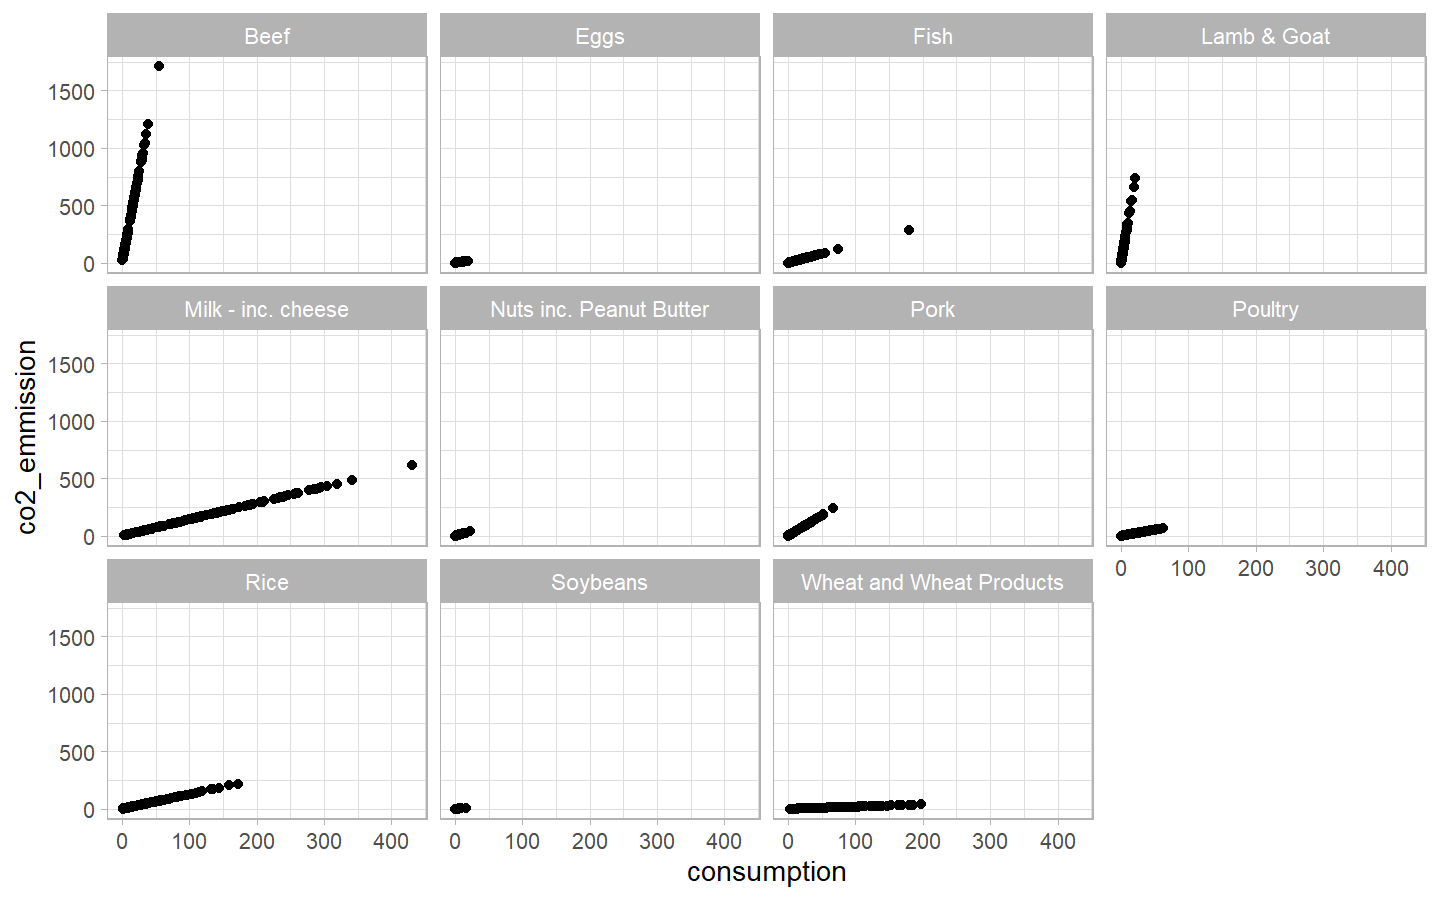 Beef
Eggs
Fish
Lamb & Goat
1500
1000
500
0
Milk - inc. cheese
Nuts inc. Peanut Butter
Pork
Poultry
1500
1000
500
0
0 100 200 300 400
Rice
Soybeans
Wheat and Wheat Products
1500
1000
500
0
0 100 200 300 400
0 100 200 300 400
0 100 200 300 400
consumption
co2_emmission